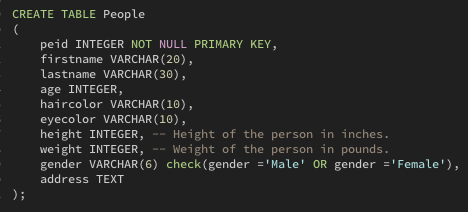 CREATE TABLE People
(
    peid INTEGER NOT NULL PRIMARY KEY,
    firstname VARCHAR(20),
    lastname VARCHAR(30),
    age INTEGER,
    haircolor VARCHAR(10),
    eyecolor VARCHAR(10),
    height INTEGER, -- Height of the person in inches.
    weight INTEGER, -- Weight of the person in pounds.
    gender VARCHAR(6) check(gender ='Male' OR gender ='Female'),
    address TEXT
);